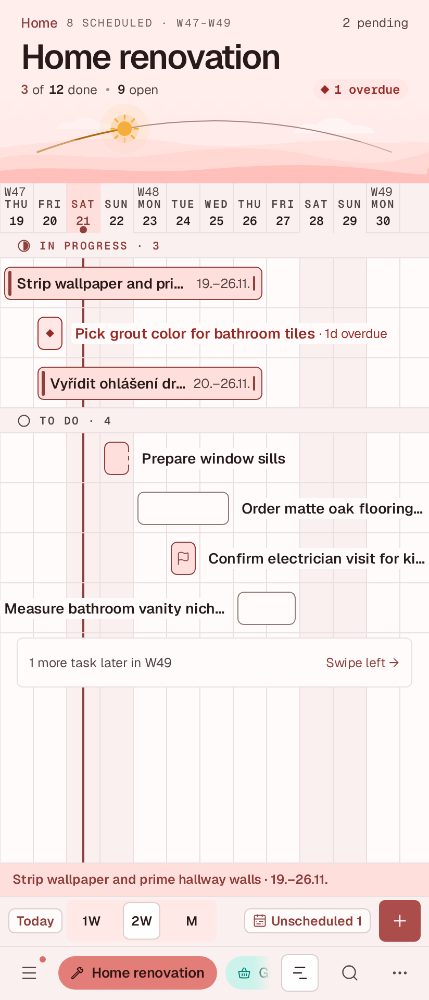 Home 8 SCHEDULED · W47–W49 2 pending
Home renovation
3 of 12 done • 9 open ◆ 1 overdue
W47 W48 W49
THU FRI SAT SUN MON TUE WED THU FRI SAT SUN MON
19 20 21 22 23 24 25 26 27 28 29 30
IN PROGRESS · 3
Strip wallpaper and pri… 19.–26.11.
Pick grout color for bathroom tiles · 1d overdue
Vyřídit ohlášení dr… 20.–26.11.
TO DO · 4
Prepare window sills
Order matte oak flooring…
Confirm electrician visit for ki…
Measure bathroom vanity nich…
1 more task later in W49 Swipe left →
Strip wallpaper and prime hallway walls · 19.–26.11.
Today 1W 2W M Unscheduled 1 +
Home renovation G